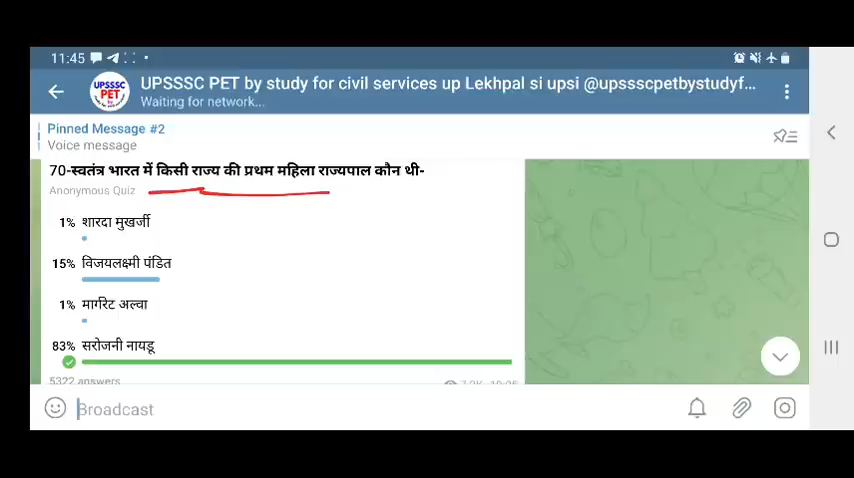 11:45
UPSSSC PET by study for civil services up Lekhpal si upsi @upssscpetbystudyf...
Waiting for network...
UPSSSC
PET
Pinned Message #2
Voice message
70-स्वतंत्र भारत में किसी राज्य की प्रथम महिला राज्यपाल कौन थी-
Anonymous Quiz
1% शारदा मुखर्जी
15% विजयलक्ष्मी पंडित
1% मार्गरेट अल्वा
83% सरोजनी नायडू
5322 answers
Broadcast